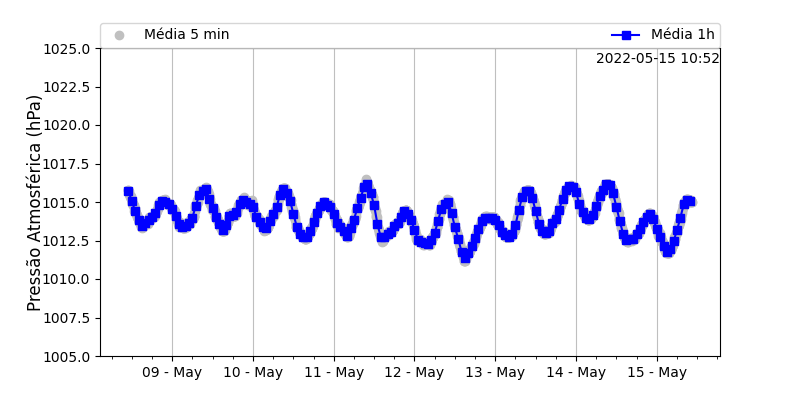 Média 5 min
Média 1h
2022-05-15 10:52
Pressão Atmosférica (hPa)
1025.0
1022.5
1020.0
1017.5
1015.0
1012.5
1010.0
1007.5
1005.0
09 - May
10 - May
11 - May
12 - May
13 - May
14 - May
15 - May